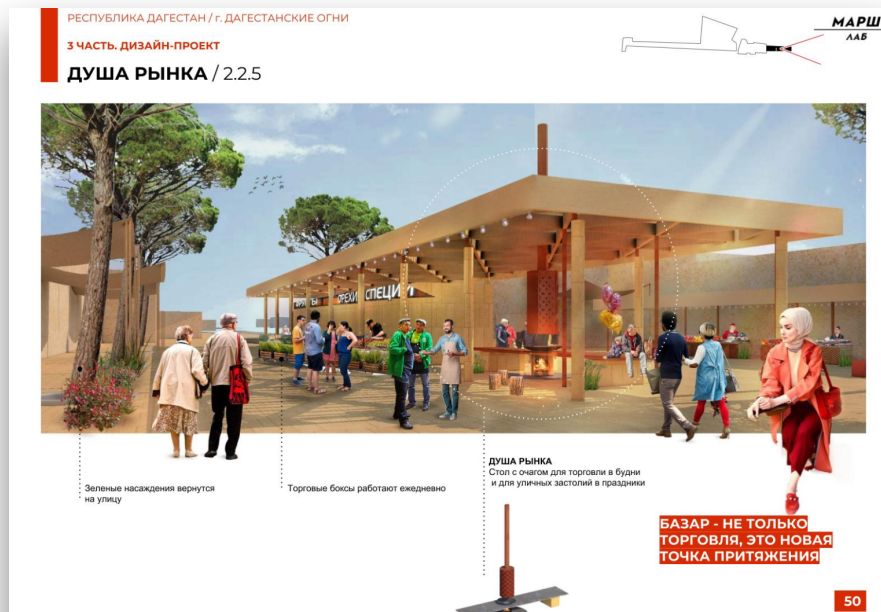 РЕСПУБЛИКА ДАГЕСТАН / г. ДАГЕСТАНСКИЕ ОГНИ
МАРШ
ЛАБ
3 ЧАСТЬ. ДИЗАЙН-ПРОЕКТ
ДУША РЫНКА / 2.2.5
ОРЕХИ СПЕЦИИ
Зеленые насаждения вернутся
на улицу
Торговые боксы работают ежедневно
ДУША РЫНКА
Стол с очагом для торговли в будни
и для уличных застолий в праздники
БАЗАР - НЕ ТОЛЬКО
ТОРГОВЛЯ, ЭТО НОВАЯ
ТОЧКА ПРИТЯЖЕНИЯ
50